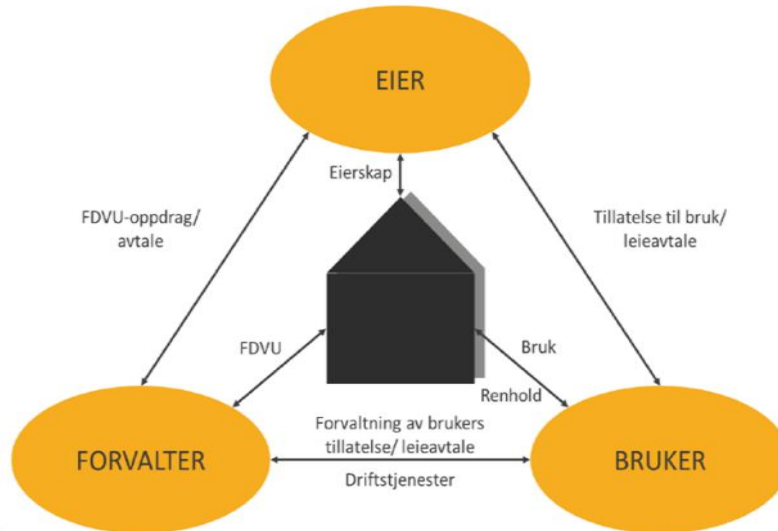 EIER
Eierskap
FDVU-oppdrag/
avtale
Tillatelse til bruk/
leieavtale
FDVU
Bruk
Renhold
Forvaltning av brukers
tillatelse/ leieavtale
Driftstjenester
FORVALTER
BRUKER